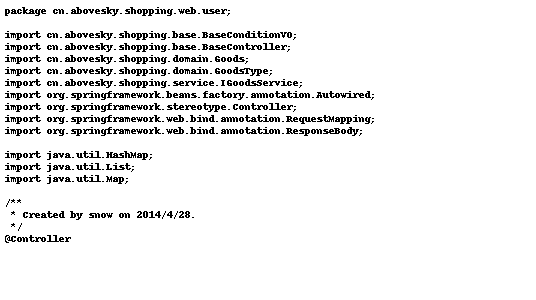 package cn.abovesky.shopping.web.user;

import cn.abovesky.shopping.base.BaseConditionVO;
import cn.abovesky.shopping.base.BaseController;
import cn.abovesky.shopping.domain.Goods;
import cn.abovesky.shopping.domain.GoodsType;
import cn.abovesky.shopping.service.IGoodsService;
import org.springframework.beans.factory.annotation.Autowired;
import org.springframework.stereotype.Controller;
import org.springframework.web.bind.annotation.RequestMapping;
import org.springframework.web.bind.annotation.ResponseBody;

import java.util.HashMap;
import java.util.List;
import java.util.Map;

/**
 * Created by snow on 2014/4/28.
 */
@Controller